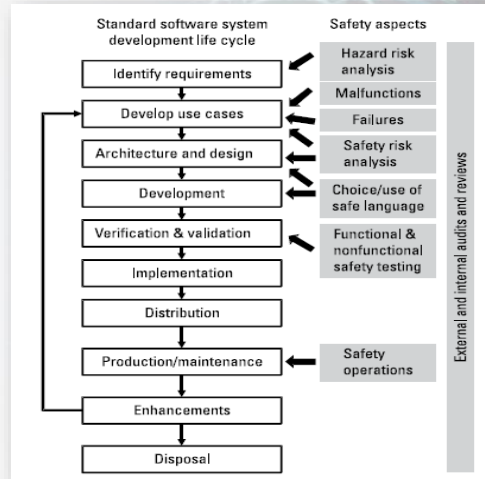 Standard software system
development life cycle
Safety aspects
Identify requirements
Hazard risk
analysis
Develop use cases
Malfunctions
Failures
Architecture and design
Safety risk
analysis
Development
Choice/use of
safe language
Verification & validation
Functional &
nonfunctional
safety testing
Implementation
Distribution
Production/maintenance
Safety
operations
Enhancements
Disposal
External and internal audits and reviews